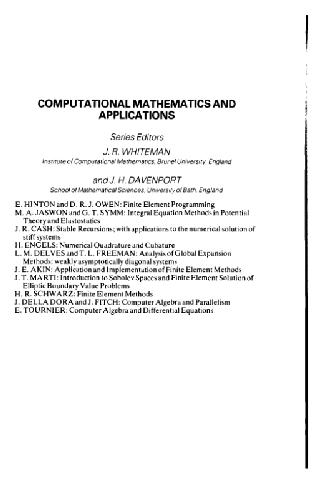 COMPUTATIONAL MATHEMATICS AND
APPLICATIONS
Series Editors
J. R. WHITEMAN
Institute of Computational Mathematics, Brunel University, England
and J. H. DAVENPORT
School of Mathematical Sciences, University of Bath, England
E. HINTON and D. R. J. OWEN: Finite Element Programming
M. A. JASWON and G. T. SYMM: Integral Equation Methods in Potential
Theory and Elastostatics
J. R. CASH: Stable Recursions; with applications to the numerical solution of
stiff systems
H. ENGELS: Numerical Quadrature and Cubature
L. M. DELVES and T. L. FREEMAN: Analysis of Global Expansion
Methods: weakly asymptotically diagonal systems
J. E. AKIN: Application and Implementation of Finite Element Methods
J. T. MARTI: Introduction to Sobolev Spaces and Finite Element Solution of
Elliptic Boundary Value Problems
H. R. SCHWARZ: Finite Element Methods
J. DELLA DORA and J. FITCH: Computer Algebra and Parallelism
E. TOURNIER: Computer Algebra and Differential Equations